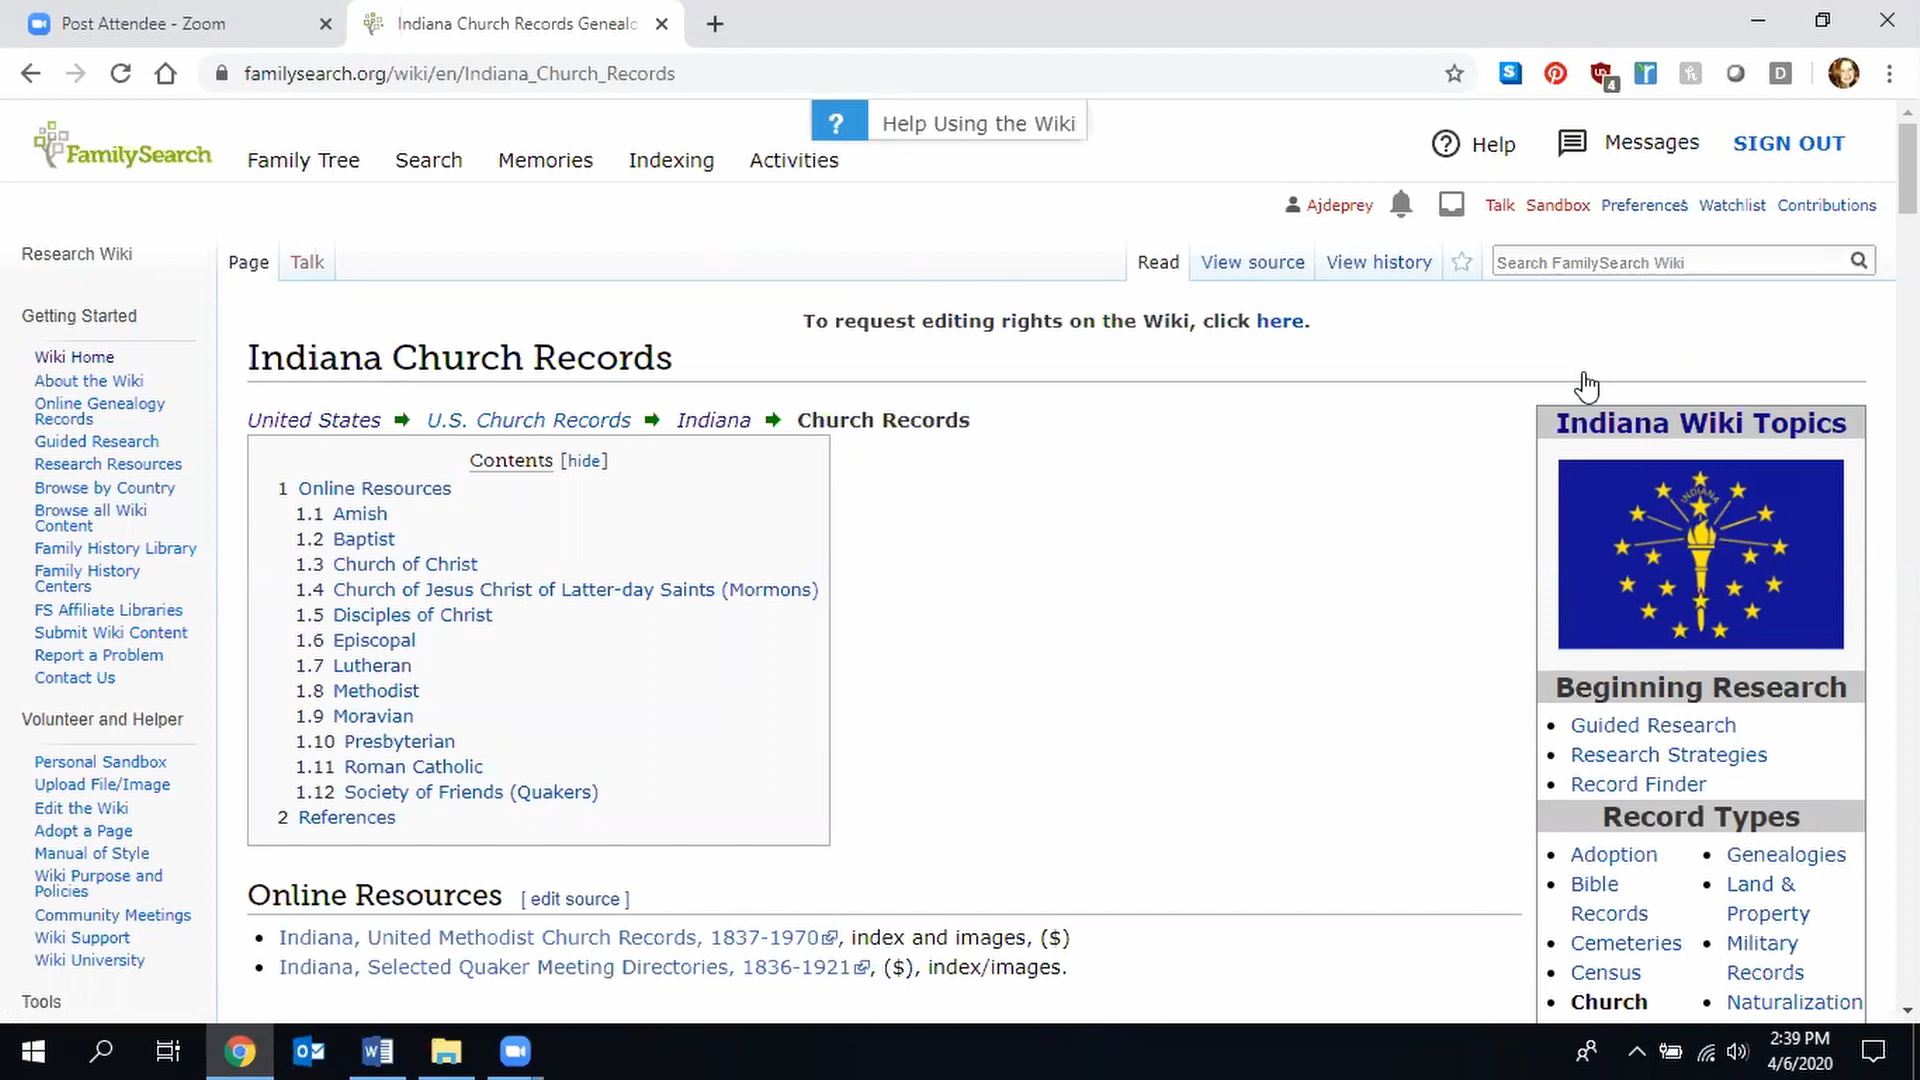 Post Attendee - Zoom
Indiana Church Records Genealo
familysearch.org/wiki/en/Indiana_Church_Records
4
? Help Using the Wiki
FamilySearch
Family Tree Search Memories Indexing Activities
? Help Messages SIGN OUT
Ajdeprey Talk Sandbox Preferences Watchlist Contributions
Research Wiki
Page Talk Read View source View history Search FamilySearch Wiki
To request editing rights on the Wiki, click here.
Indiana Church Records
United States U.S. Church Records Indiana Church Records
Getting Started
Wiki Home
About the Wiki
Online Genealogy
Records
Guided Research
Research Resources
Browse by Country
Browse all Wiki
Content
Family History Library
Family History
Centers
FS Affiliate Libraries
Submit Wiki Content
Report a Problem
Contact Us
Volunteer and Helper
Personal Sandbox
Upload File/Image
Edit the Wiki
Adopt a Page
Manual of Style
Wiki Purpose and
Policies
Community Meetings
Wiki Support
Wiki University
Tools
Contents [hide]
1 Online Resources
1.1 Amish
1.2 Baptist
1.3 Church of Christ
1.4 Church of Jesus Christ of Latter-day Saints (Mormons)
1.5 Disciples of Christ
1.6 Episcopal
1.7 Lutheran
1.8 Methodist
1.9 Moravian
1.10 Presbyterian
1.11 Roman Catholic
1.12 Society of Friends (Quakers)
2 References
Online Resources [ edit source ]
Indiana, United Methodist Church Records, 1837-1970, index and images, ($)
Indiana, Selected Quaker Meeting Directories, 1836-1921, ($), index/images.
Indiana Wiki Topics
INDIANA
Beginning Research
Guided Research
Research Strategies
Record Finder
Record Types
Adoption
Bible
Records
Cemeteries
Census
Church
Genealogies
Land &
Property
Military
Records
Naturalization
2:39 PM
4/6/2020